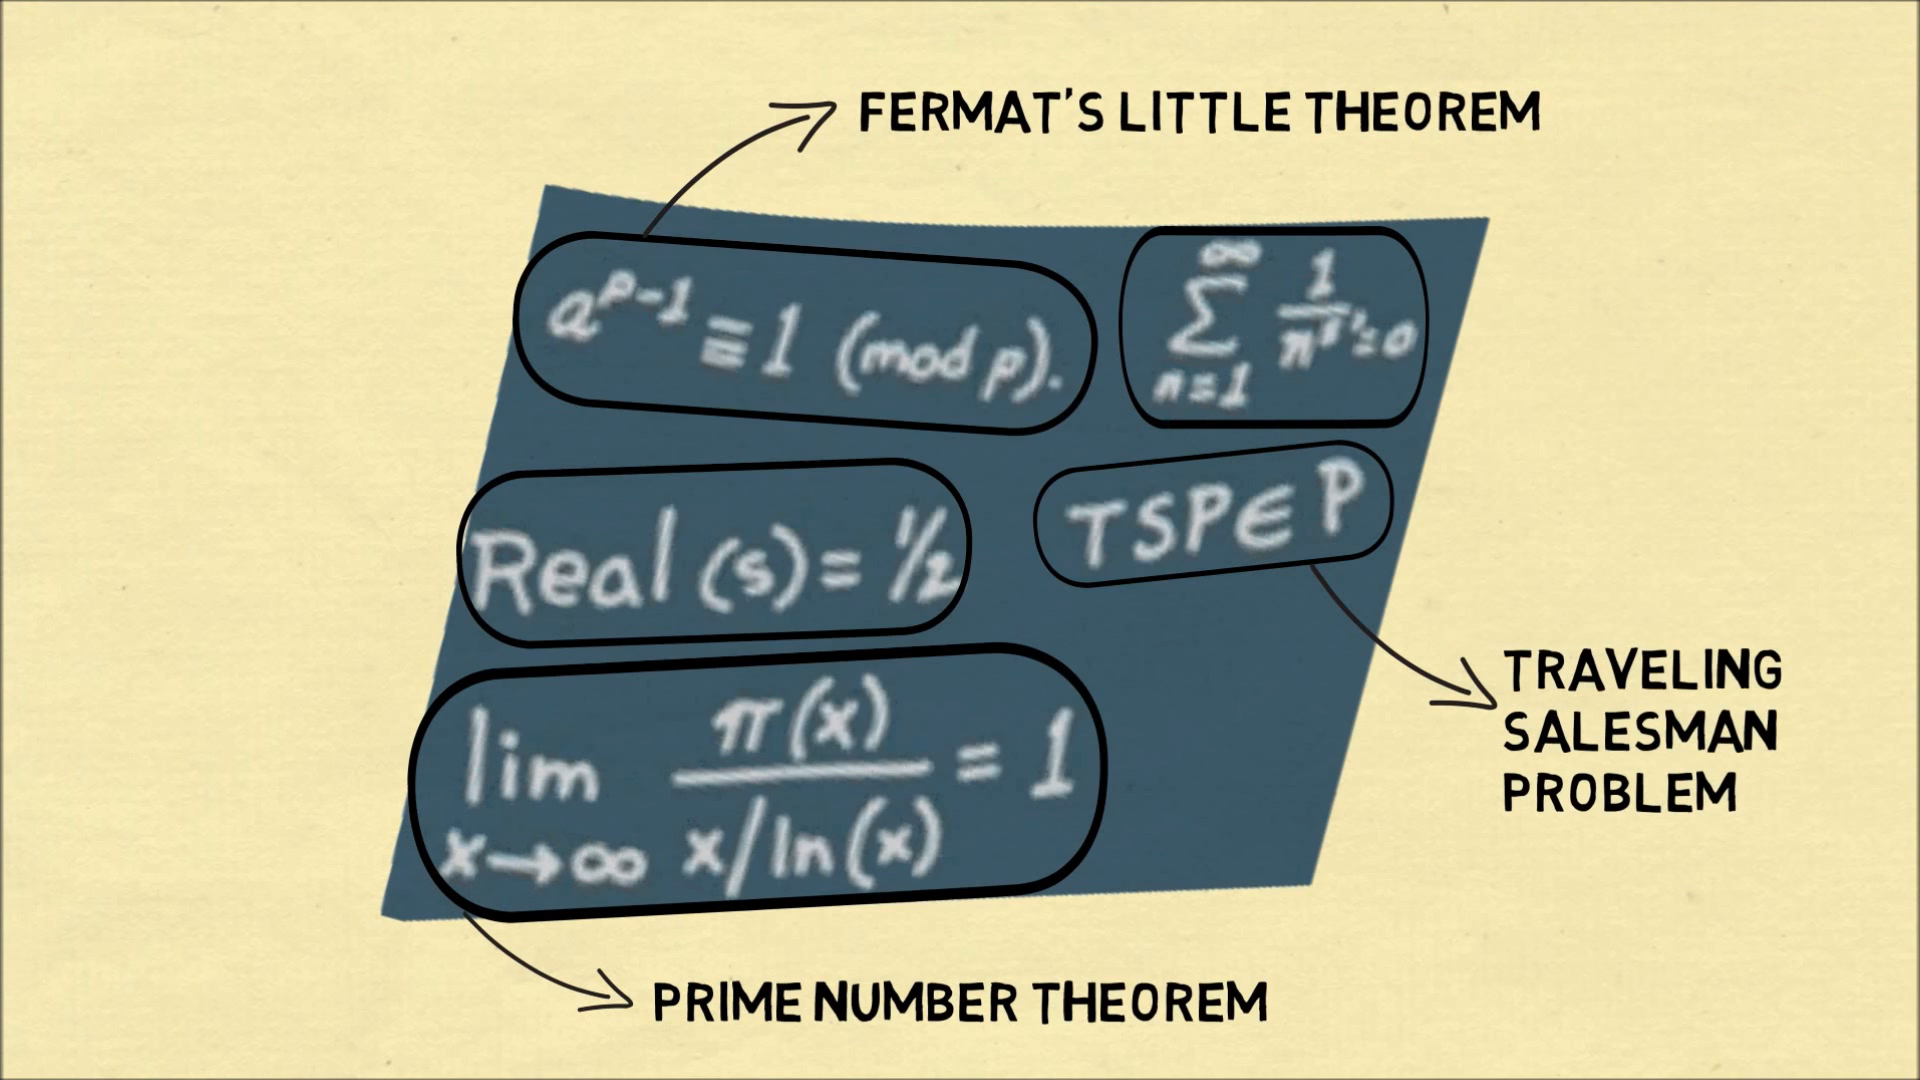 FERMAT'S LITTLE THEOREM
a^{p-1} ≡ 1 (mod p).
∞
∑ 1/n^s = 0
n=1
Real (s) = 1/2
TSP ∈ P
lim π(x) / x/ln(x) = 1
x→∞
TRAVELING
SALESMAN
PROBLEM
PRIME NUMBER THEOREM